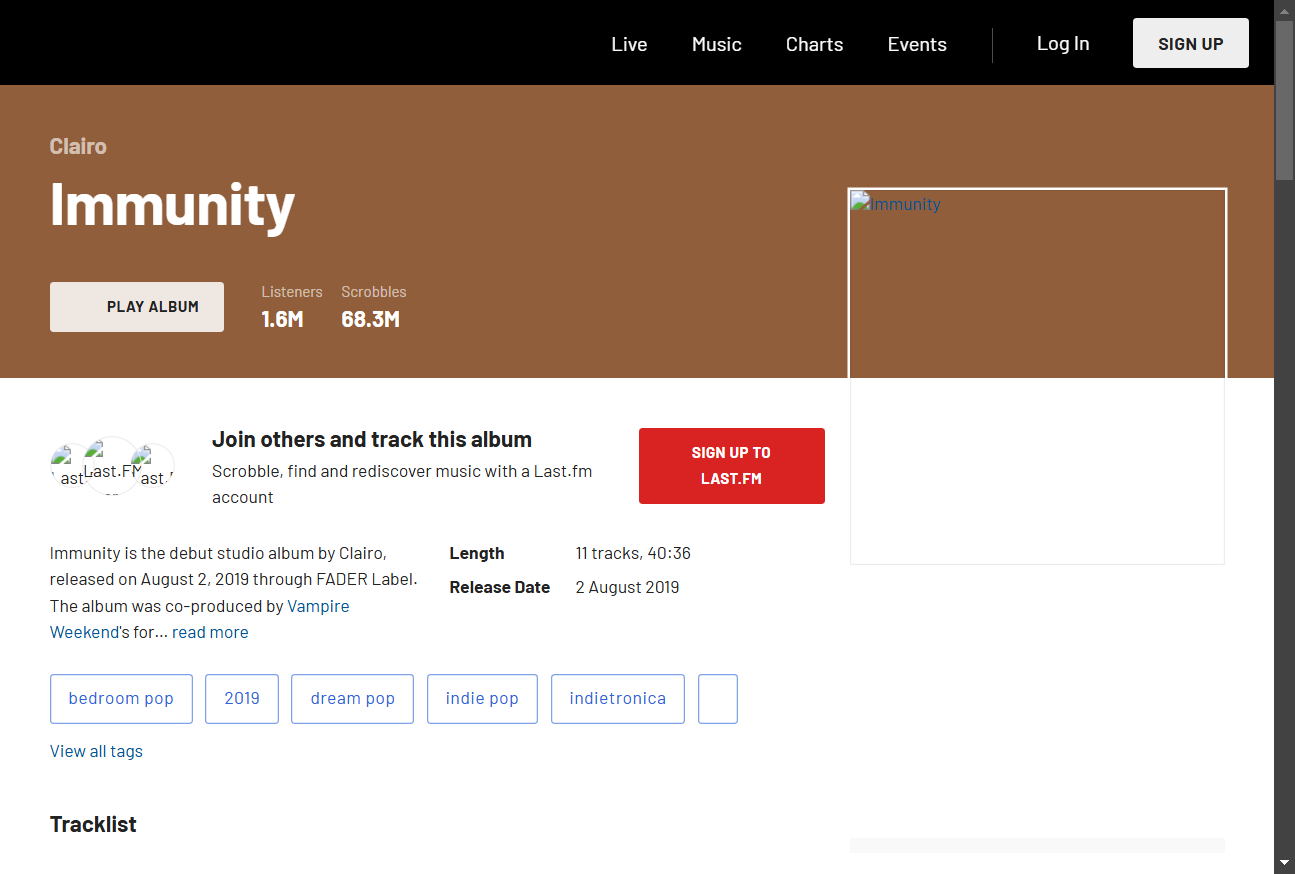 Live Music Charts Events Log In SIGN UP
Clairo
Immunity
Immunity
PLAY ALBUM
Listeners Scrobbles
1.6M 68.3M
Join others and track this album
Scrobble, find and rediscover music with a Last.fm
account
SIGN UP TO
LAST.FM
Last.FM
Immunity is the debut studio album by Clairo,
released on August 2, 2019 through FADER Label.
The album was co-produced by Vampire
Weekend's for... read more
Length 11 tracks, 40:36
Release Date 2 August 2019
bedroom pop 2019 dream pop indie pop indietronica
View all tags
Tracklist